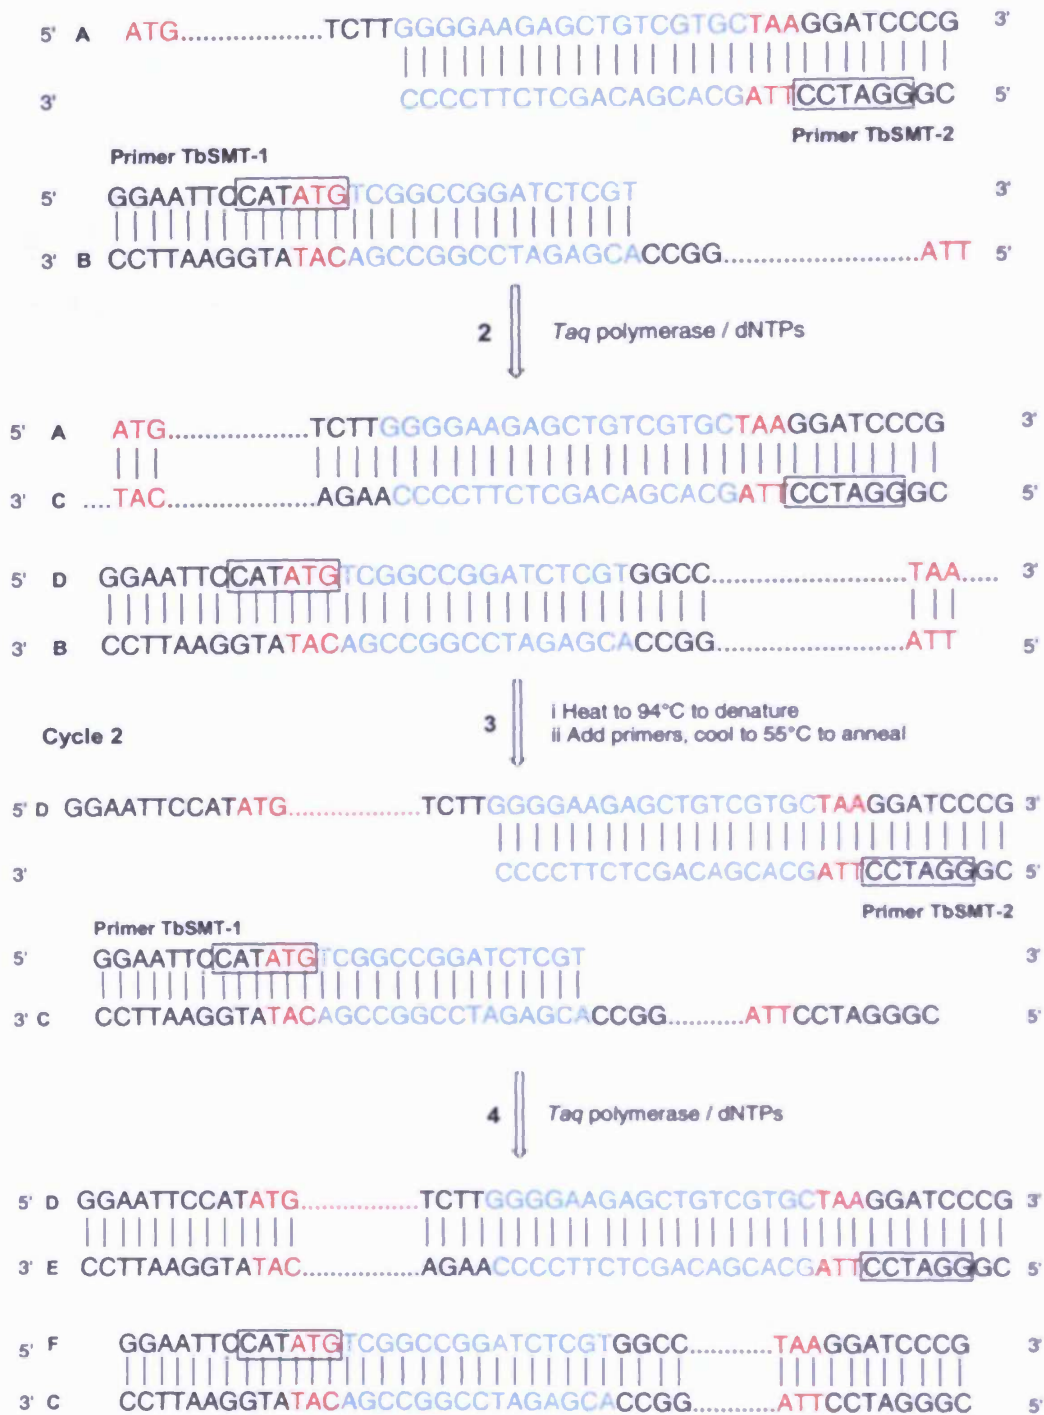 5' A ATG..................TCTTGGGGAAGAGCTGTCGTGCTAAGGATCCCG 3'
3' CCCCTTCTCGACAGCACGATTCCTAGGGC 5'
Primer TbSMT-2
Primer TbSMT-1
5' GGAATTCCATATGTCGGCCGGATCTCGT 3'
3' B CCTTAAGGTATACAGCCGGCCTAGAGCACCGG.........................ATT 5'
2 Taq polymerase / dNTPs
5' A ATG..................TCTTGGGGAAGAGCTGTCGTGCTAAGGATCCCG 3'
3' C ....TAC..................AGAACCCCTTCTCGACAGCACGATTCCTAGGGC 5'
5' D GGAATTCCATATGTCGGCCGGATCTCGTGGCC.........................TAA..... 3'
3' B CCTTAAGGTATACAGCCGGCCTAGAGCACCGG........................ATT 5'
3 i Heat to 94°C to denature
Cycle 2 ii Add primers, cool to 55°C to anneal
5' D GGAATTCCATATG.................TCTTGGGGAAGAGCTGTCGTGCTAAGGATCCCG 3'
3' CCCCTTCTCGACAGCACGATTCCTAGGGC 5'
Primer TbSMT-2
Primer TbSMT-1
5' GGAATTCCATATGTCGGCCGGATCTCGT 3'
3' C CCTTAAGGTATACAGCCGGCCTAGAGCACCGG..........ATTCCTAGGGC 5'
4 Taq polymerase / dNTPs
5' D GGAATTCCATATG...............TCTTGGGGAAGAGCTGTCGTGCTAAGGATCCCG 3'
3' E CCTTAAGGTATAC...............AGAACCCCTTCTCGACAGCACGATTCCTAGGGC 5'
5' F GGAATTCCATATGTCGGCCGGATCTCGTGGCC...........TAAGGATCCCG 3'
3' C CCTTAAGGTATACAGCCGGCCTAGAGCACCGG...........ATTCCTAGGGC 5'